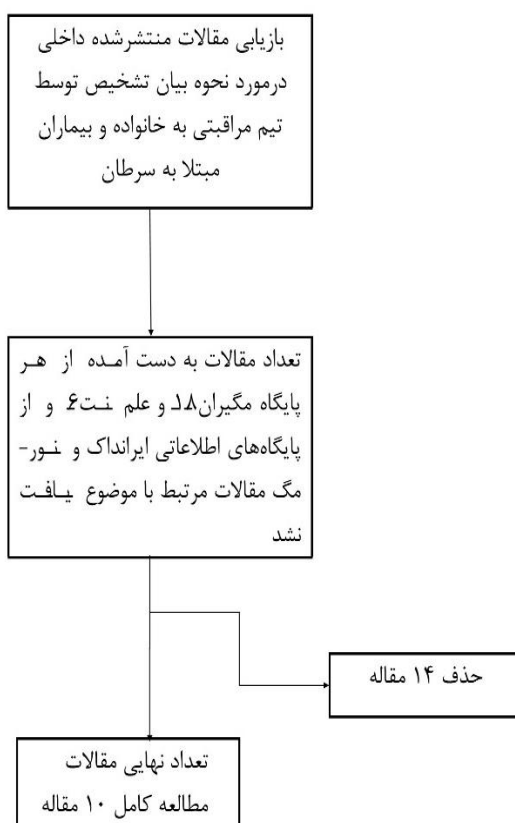 بازیابی مقالات منتشرشده داخلی
درمورد نحوه بیان تشخیص توسط
تیم مراقبتی به خانواده و بیماران
مبتلا به سرطان
تعداد مقالات به دست آمده از هر
پایگاه مگیران۱۸ و علم نت۶ و از
پایگاه‌های اطلاعاتی ایرانداک و نور-
مگ مقالات مرتبط با موضوع یافت
نشد
حذف ۱۴ مقاله
تعداد نهایی مقالات
مطالعه کامل ۱۰ مقاله